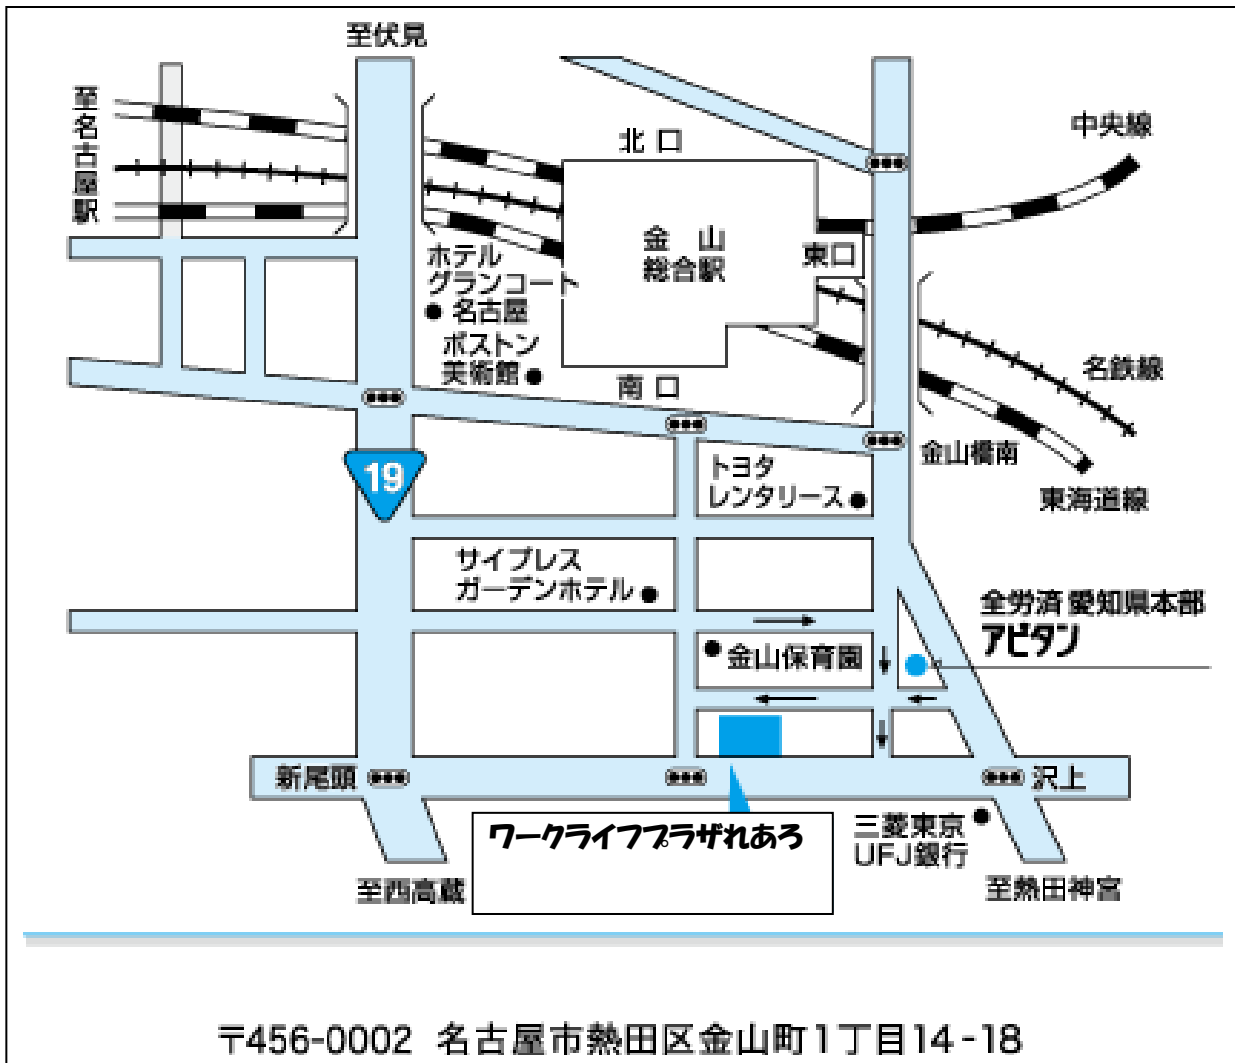 至伏見
至名古屋駅
北口
中央線
金 山
総合駅
東口
ホテル
グランコート
名古屋
ボストン
美術館
南口
名鉄線
金山橋南
東海道線
19
トヨタ
レンタリース
サイプレス
ガーデンホテル
全労済 愛知県本部
アピタン
金山保育園
新尾頭
沢上
ワークライフプラザれあろ
三菱東京
UFJ銀行
至西高蔵
至熱田神宮
〒456-0002 名古屋市熱田区金山町1丁目14-18